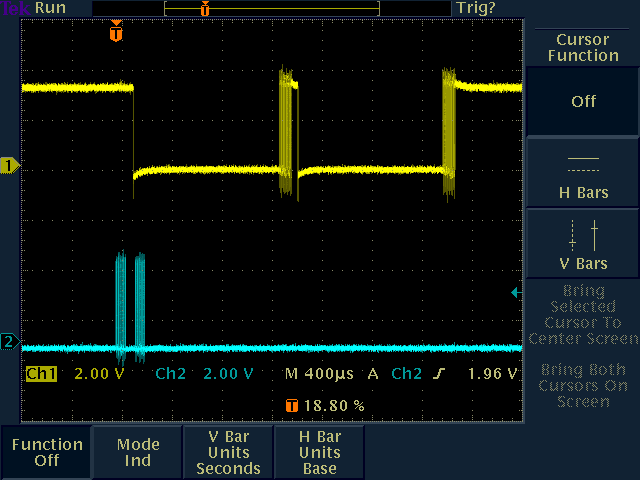 Tek Run Trig?
T
T
Cursor
Function
Off
H Bars
V Bars
Bring
Selected
Cursor To
Center Screen
Bring Both
Cursors On
Screen
1
2
Ch1 2.00 V Ch2 2.00 V M 400µs A Ch2 1.96 V
T 18.80 %
Function
Off
Mode
Ind
V Bar
Units
Seconds
H Bar
Units
Base